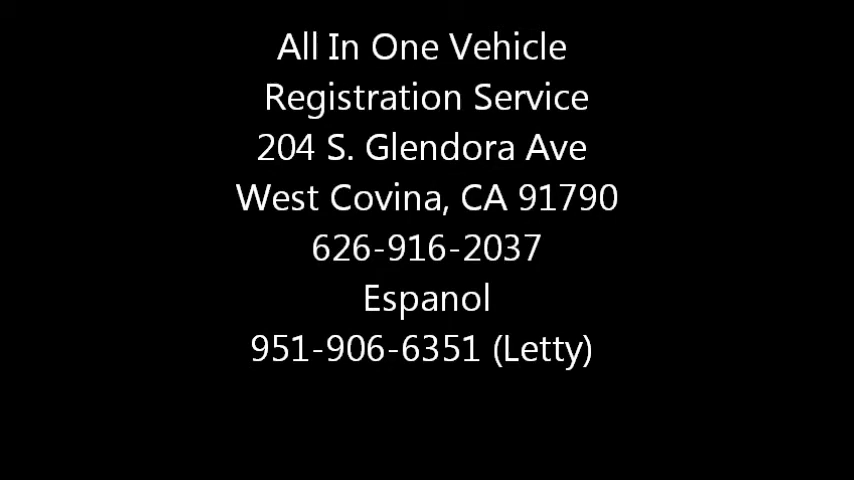 All In One Vehicle
Registration Service
204 S. Glendora Ave
West Covina, CA 91790
626-916-2037
Espanol
951-906-6351 (Letty)